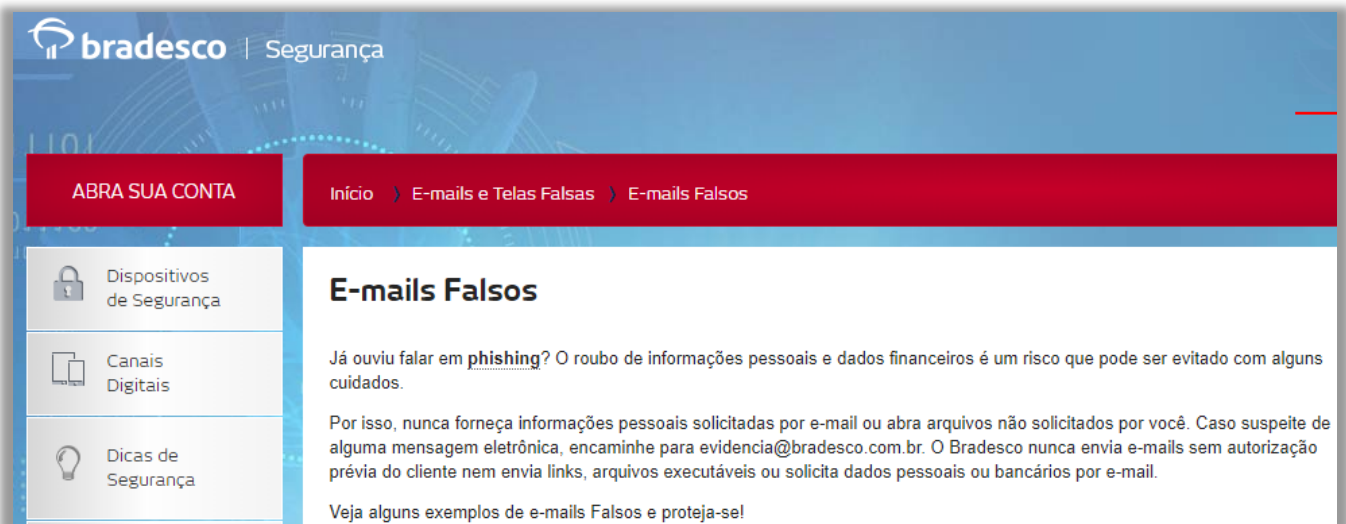 bradesco | Segurança
1101
ABRA SUA CONTA
Início > E-mails e Telas Falsas > E-mails Falsos
Dispositivos
de Segurança
Canais
Digitais
Dicas de
Segurança
E-mails Falsos
Já ouviu falar em phishing? O roubo de informações pessoais e dados financeiros é um risco que pode ser evitado com alguns
cuidados.
Por isso, nunca forneça informações pessoais solicitadas por e-mail ou abra arquivos não solicitados por você. Caso suspeite de
alguma mensagem eletrônica, encaminhe para evidencia@bradesco.com.br. O Bradesco nunca envia e-mails sem autorização
prévia do cliente nem envia links, arquivos executáveis ou solicita dados pessoais ou bancários por e-mail.
Veja alguns exemplos de e-mails Falsos e proteja-se!